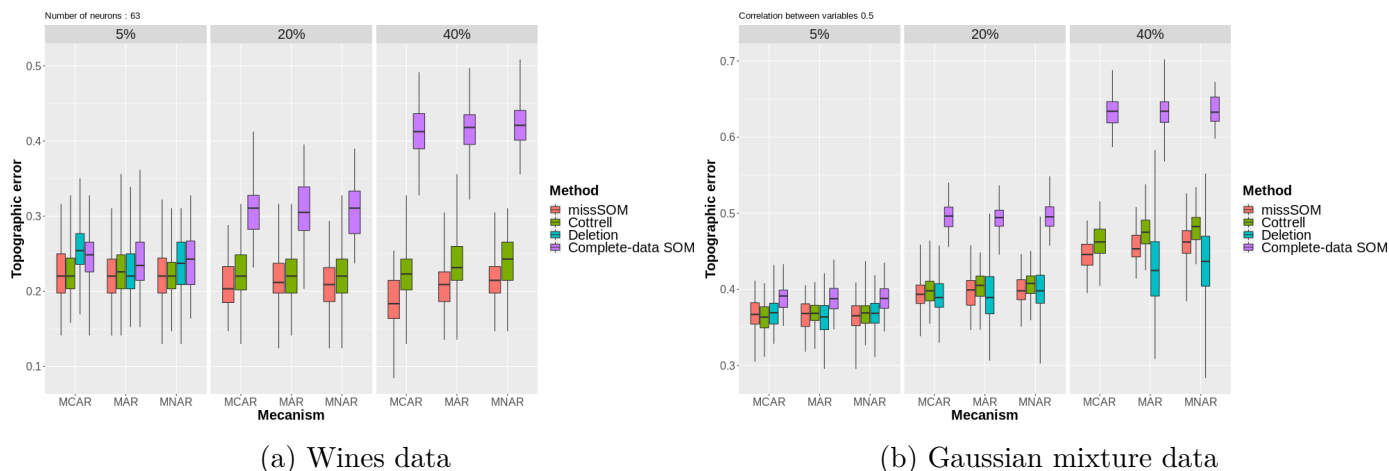 Number of neurons : 63
5%
20%
40%
0.5
0.4
0.3
0.2
0.1
Topographic error
MCAR
MAR
MNAR
MCAR
MAR
MNAR
MCAR
MAR
MNAR
Mecanism
Method
missSOM
Cottrell
Deletion
Complete-data SOM
(a) Wines data
Correlation between variables 0.5
5%
20%
40%
0.7
0.6
0.5
0.4
0.3
Topographic error
MCAR
MAR
MNAR
MCAR
MAR
MNAR
MCAR
MAR
MNAR
Mecanism
Method
missSOM
Cottrell
Deletion
Complete-data SOM
(b) Gaussian mixture data